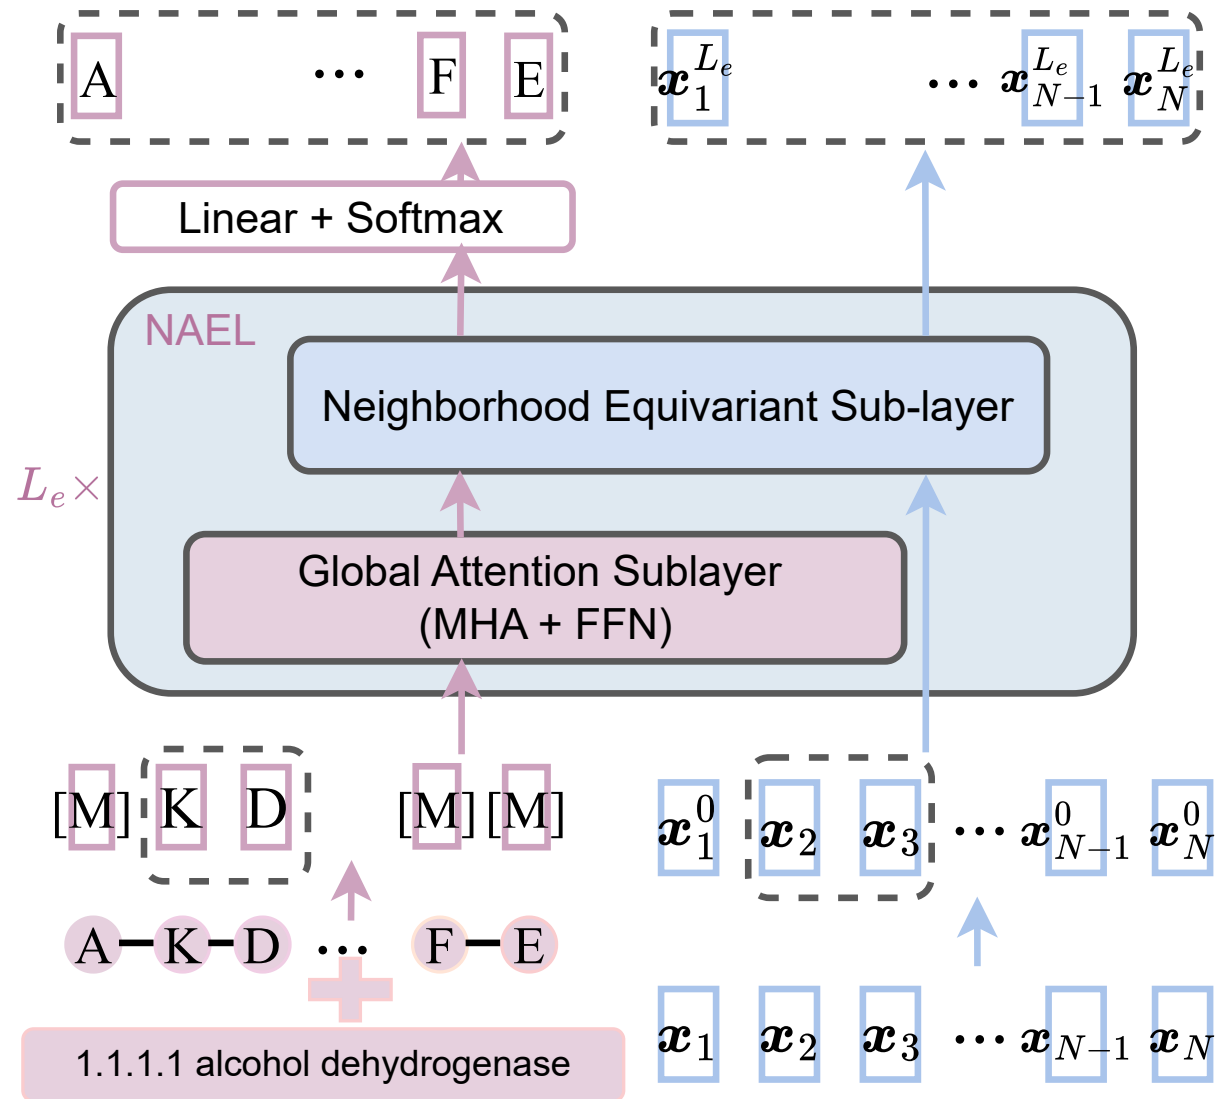 A ... F E
x_1^{L_e} ... x_{N-1}^{L_e} x_N^{L_e}
Linear + Softmax
NAEL
Neighborhood Equivariant Sub-layer
L_e×
Global Attention Sublayer
(MHA + FFN)
[M] K D [M] [M]
x_1^0 x_2 x_3 ... x_{N-1}^0 x_N^0
A K D ... F E
x_1 x_2 x_3 ... x_{N-1} x_N
1.1.1.1 alcohol dehydrogenase